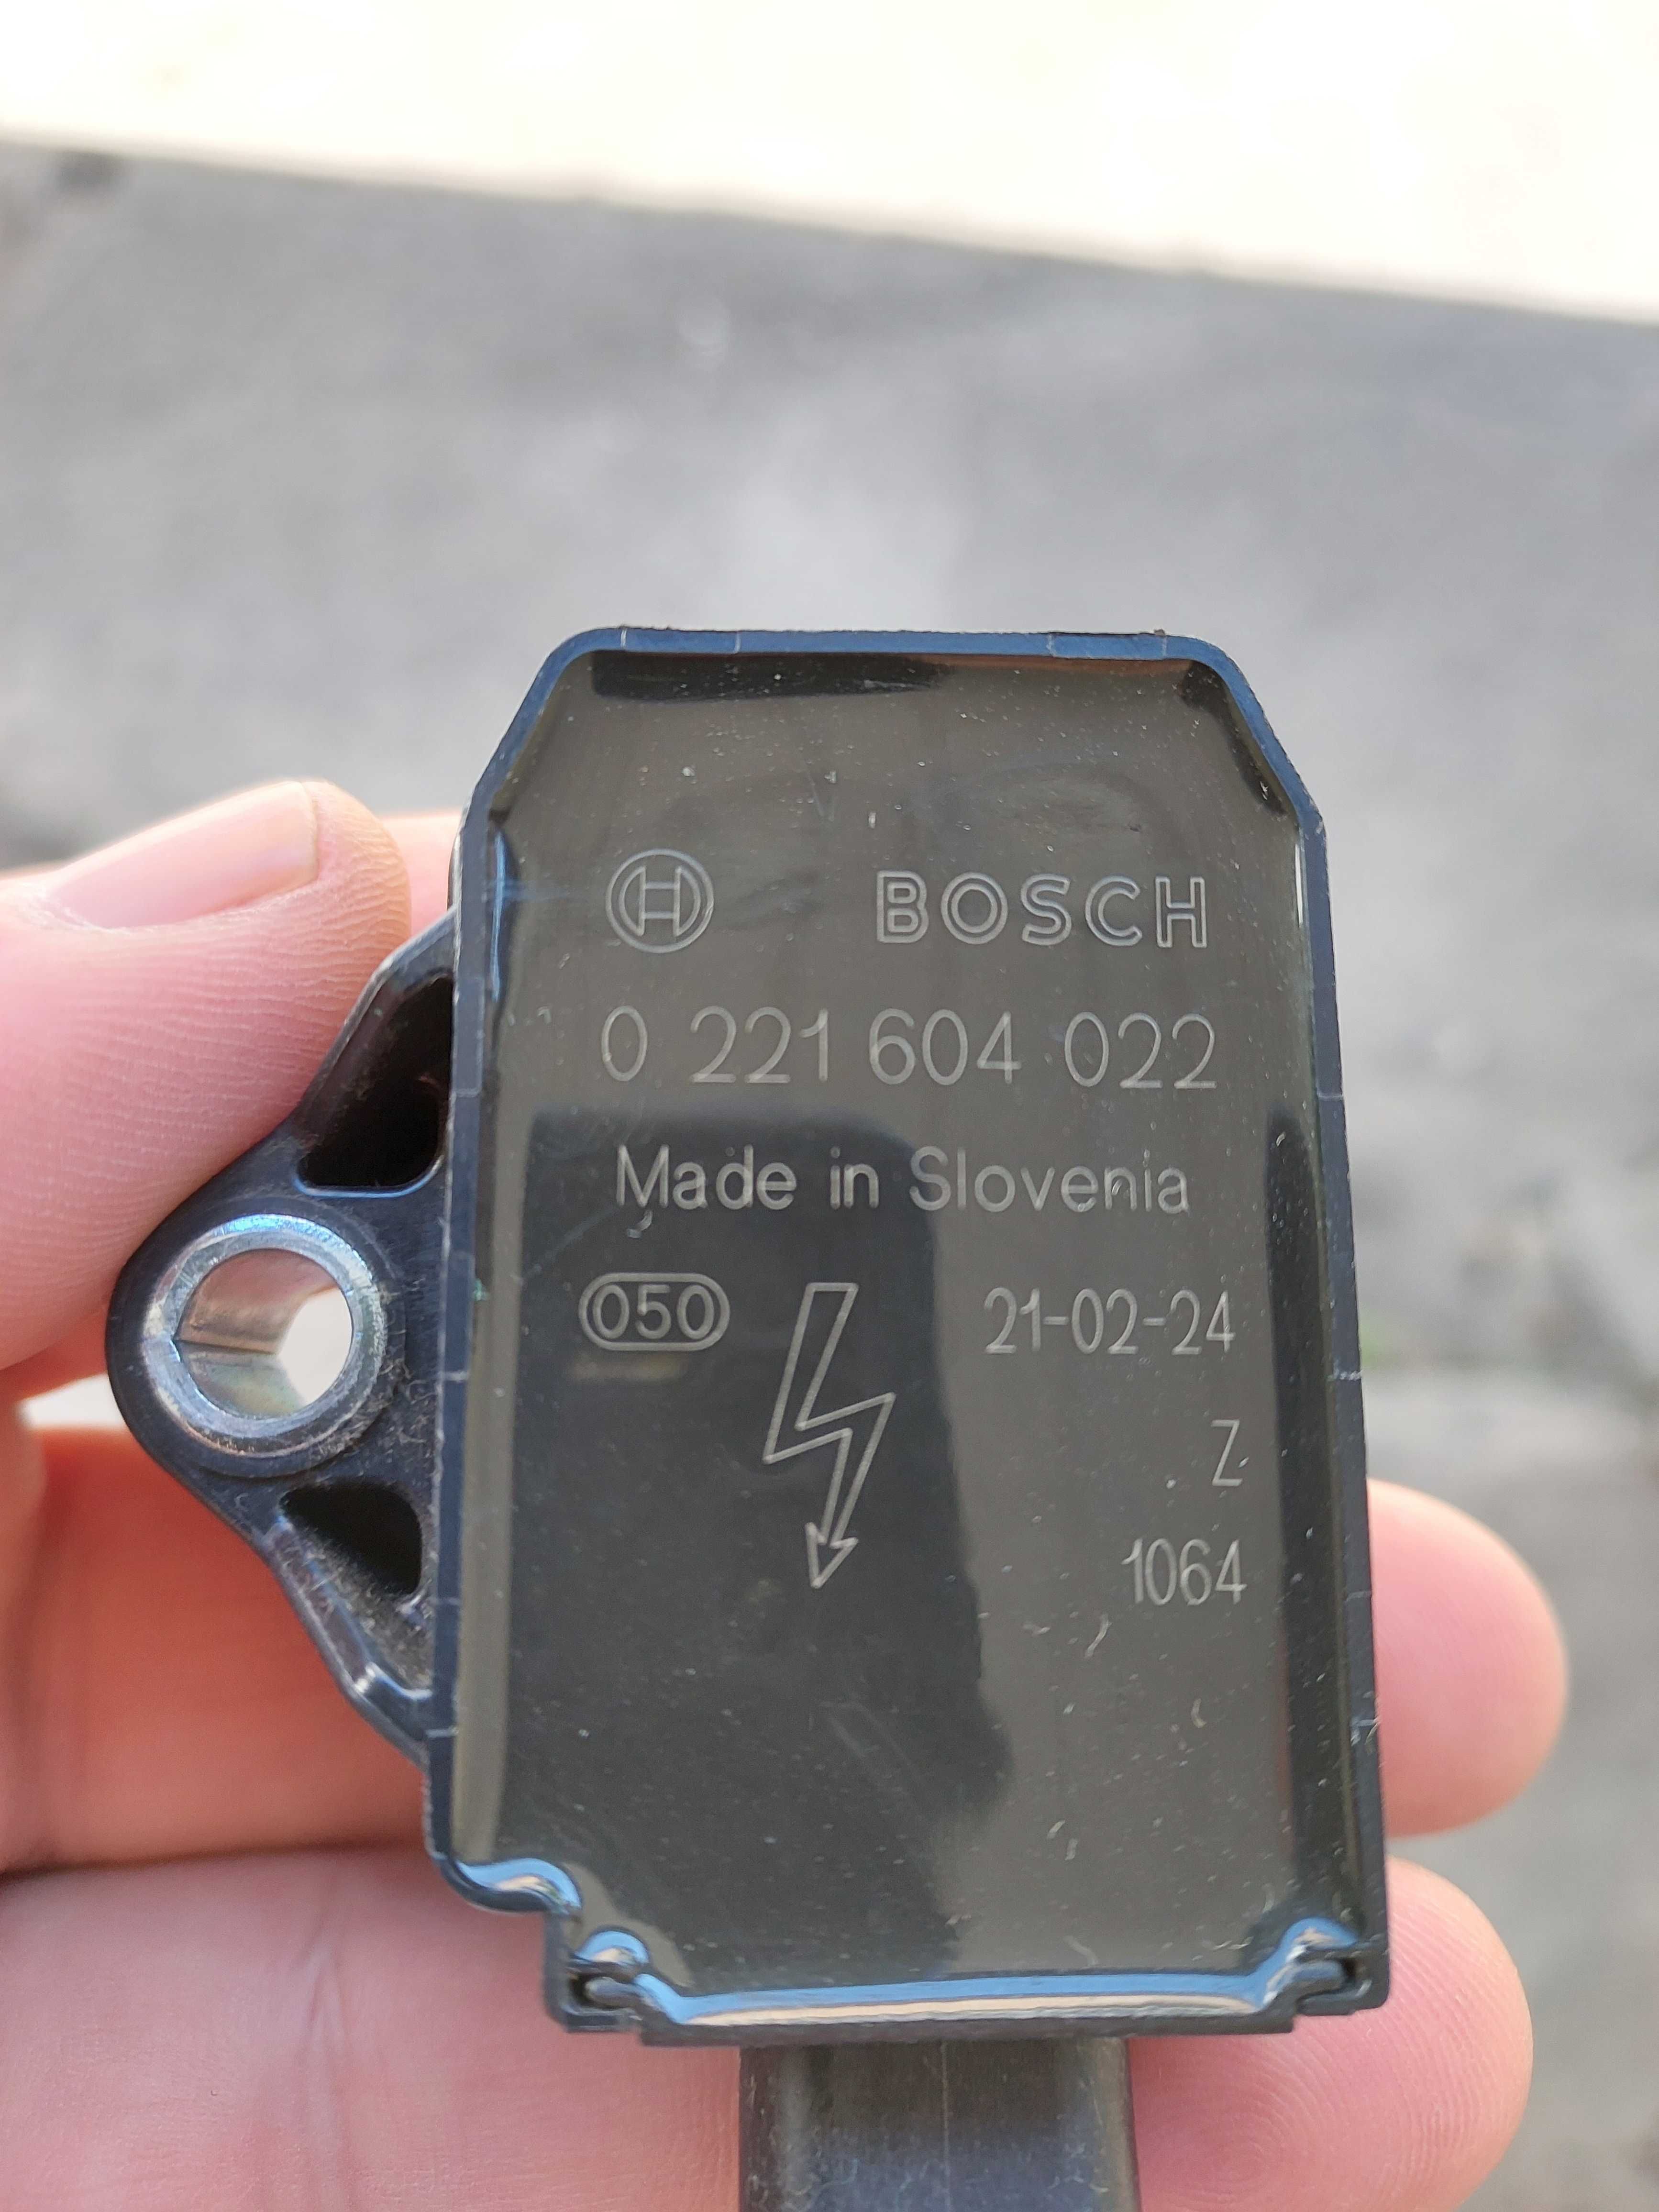 BOSCH
0 221 604 022
Made in Slovenia
050 21-02-24
Z
1064